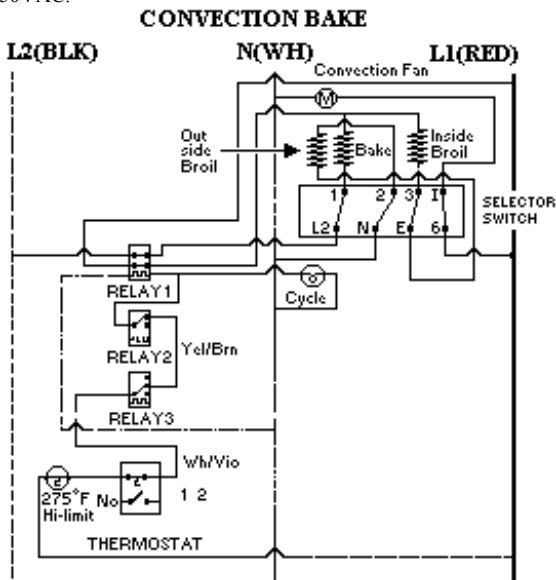 50VAC.
CONVECTION BAKE
L2(BLK) N(WH) L1(RED)
Convection Fan
M
Out
side
Broil
Bake
Inside
Broil
1 2 3 I
L2 N E 6
SELECTOR
SWITCH
RELAY1
Cycle
RELAY2
Yel/Brn
RELAY3
Wh/Vio
275°F
Hi-limit
No
1 2
THERMOSTAT